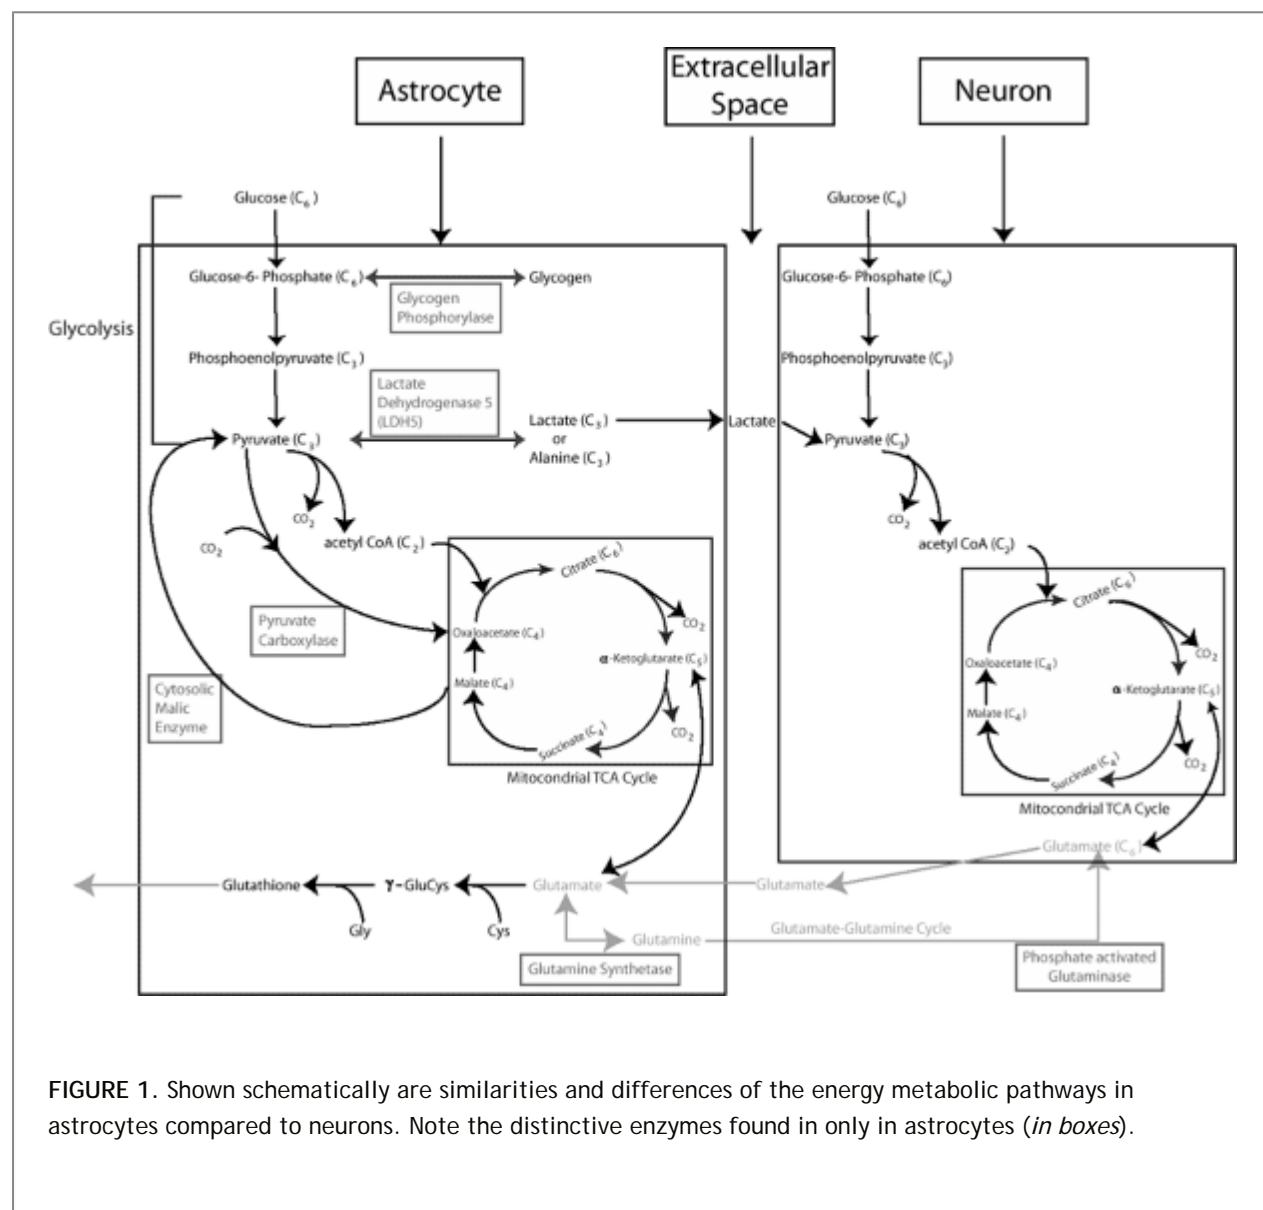 Astrocyte
Extracellular
Space
Neuron
Glucose (C6)
Glucose-6- Phosphate (C6)
Glycogen
Glycogen
Phosphorylase
Glycolysis
Phosphoenolpyruvate (C3)
Lactate
Dehydrogenase 5
(LDH5)
Pyruvate (C3)
Lactate (C3)
or
Alanine (C3)
CO2
CO2
acetyl CoA (C2)
Pyruvate
Carboxylase
Cytosolic
Malic
Enzyme
Citrate (C6)
CO2
Oxaloacetate (C4)
α-Ketoglutarate (C5)
Malate (C4)
CO2
Succinate (C4)
Mitocondrial TCA Cycle
Glutathione
γ-GluCys
Glutamate
Gly
Cys
Glutamine
Glutamine Synthetase
Lactate
Glutamate
Glutamate-Glutamine Cycle
Glucose (C6)
Glucose-6- Phosphate (C6)
Phosphoenolpyruvate (C3)
Pyruvate (C3)
CO2
acetyl CoA (C3)
Citrate (C6)
CO2
Oxaloacetate (C4)
α-Ketoglutarate (C5)
Malate (C4)
CO2
Succinate (C4)
Mitocondrial TCA Cycle
Glutamate (C6)
Phosphate activated
Glutaminase
FIGURE 1. Shown schematically are similarities and differences of the energy metabolic pathways in
astrocytes compared to neurons. Note the distinctive enzymes found in only in astrocytes (in boxes).